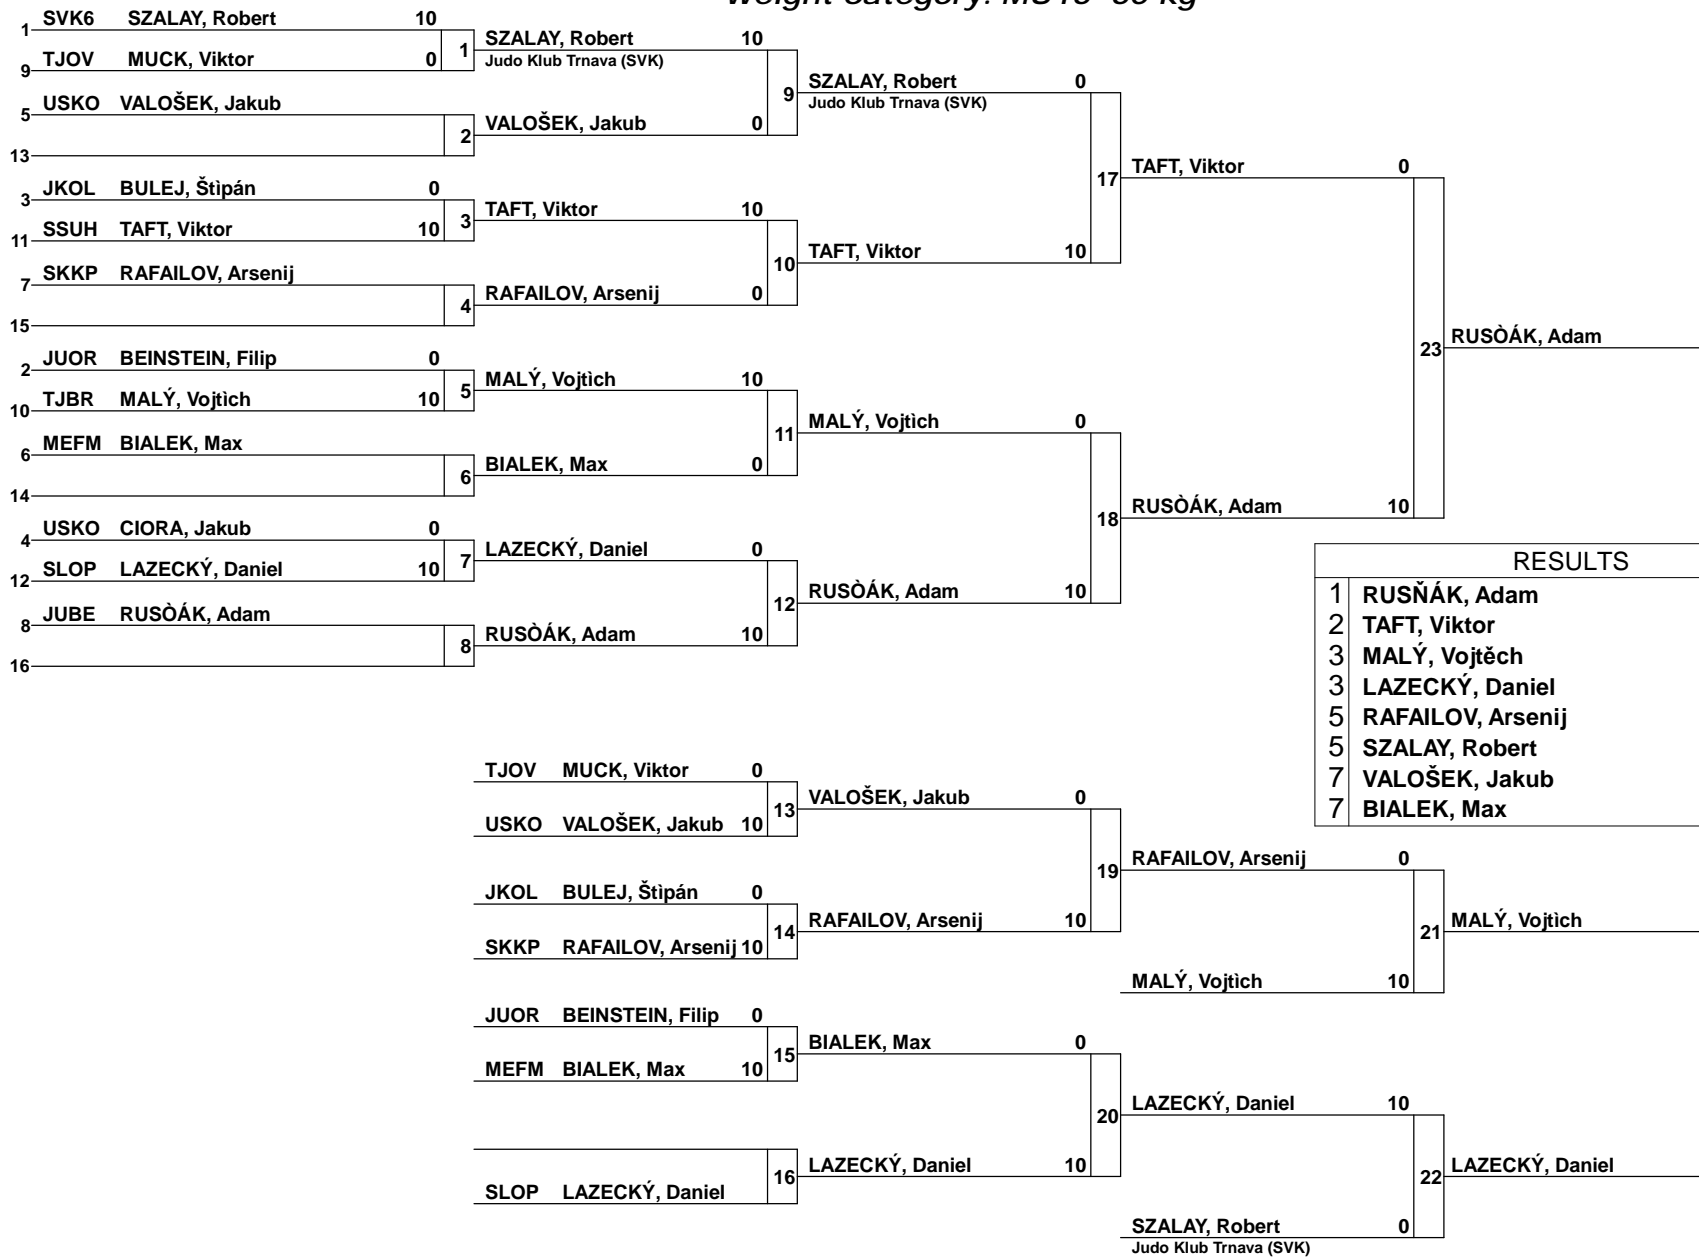 SVK6 SZALAY, Robert 10
1
TJOV MUCK, Viktor 0
9
1 SZALAY, Robert 10
Judo Klub Trnava (SVK)
USKO VALOŠEK, Jakub
5
13
2 VALOŠEK, Jakub 0
9 SZALAY, Robert 0
Judo Klub Trnava (SVK)
JKOL BULEJ, Štìpán 0
3
SSUH TAFT, Viktor 10
11
3 TAFT, Viktor 10
SKKP RAFAILOV, Arsenij
7
15
4 RAFAILOV, Arsenij 0
10 TAFT, Viktor 10
17 TAFT, Viktor 0
JUOR BEINSTEIN, Filip 0
2
TJBR MALÝ, Vojtìch 10
10
5 MALÝ, Vojtìch 10
MEFM BIALEK, Max
6
14
6 BIALEK, Max 0
11 MALÝ, Vojtìch 0
USKO CIORA, Jakub 0
4
SLOP LAZECKÝ, Daniel 10
12
7 LAZECKÝ, Daniel 0
JUBE RUSÒÁK, Adam
8
16
8 RUSÒÁK, Adam 10
12 RUSÒÁK, Adam 10
18 RUSÒÁK, Adam 10
23 RUSÒÁK, Adam
RESULTS
1 RUSŇÁK, Adam
2 TAFT, Viktor
3 MALÝ, Vojtěch
3 LAZECKÝ, Daniel
5 RAFAILOV, Arsenij
5 SZALAY, Robert
7 VALOŠEK, Jakub
7 BIALEK, Max
TJOV MUCK, Viktor 0
USKO VALOŠEK, Jakub 10
13 VALOŠEK, Jakub 0
JKOL BULEJ, Štìpán 0
SKKP RAFAILOV, Arsenij 10
14 RAFAILOV, Arsenij 10
19 RAFAILOV, Arsenij 0
MALÝ, Vojtìch 10
21 MALÝ, Vojtìch
JUOR BEINSTEIN, Filip 0
MEFM BIALEK, Max 10
15 BIALEK, Max 0
SLOP LAZECKÝ, Daniel
16 LAZECKÝ, Daniel 10
20 LAZECKÝ, Daniel 10
SZALAY, Robert 0
Judo Klub Trnava (SVK)
22 LAZECKÝ, Daniel